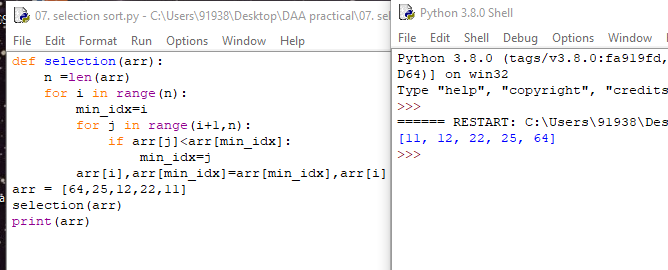 07. selection sort.py - C:\Users\91938\Desktop\DAA practical\07. sel
File Edit Format Run Options Window Help
def selection(arr):
    n =len(arr)
    for i in range(n):
        min_idx=i
        for j in range(i+1,n):
            if arr[j]<arr[min_idx]:
                min_idx=j
        arr[i],arr[min_idx]=arr[min_idx],arr[i]
arr = [64,25,12,22,11]
selection(arr)
print(arr)
Python 3.8.0 Shell
File Edit Shell Debug Options Window
Python 3.8.0 (tags/v3.8.0:fa919fd,
D64)] on win32
Type "help", "copyright", "credits
>>>
====== RESTART: C:\Users\91938\Des
[11, 12, 22, 25, 64]
>>>